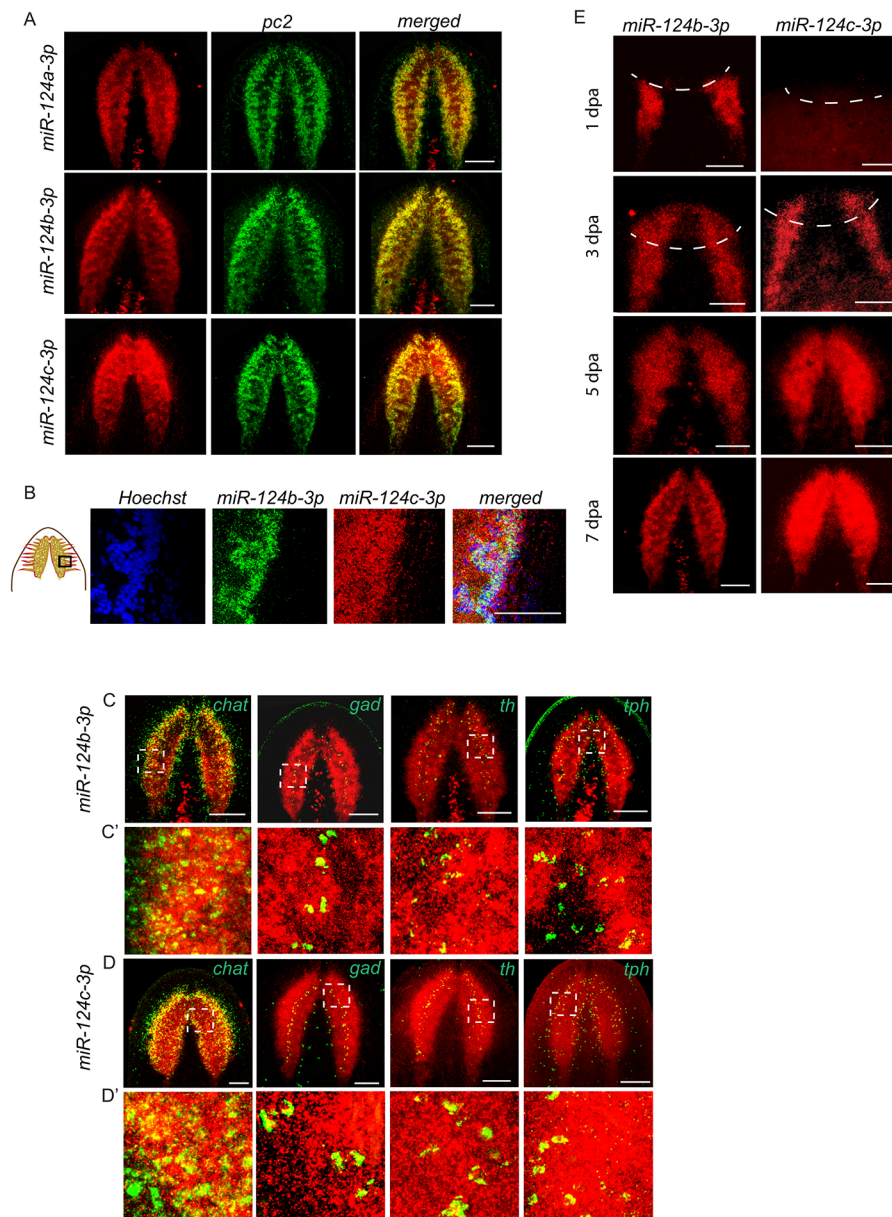 A
pc2
merged
miR-124a-3p
miR-124b-3p
miR-124c-3p
B
Hoechst
miR-124b-3p
miR-124c-3p
merged
E
miR-124b-3p
miR-124c-3p
1 dpa
3 dpa
5 dpa
7 dpa
C
chat
gad
th
tph
miR-124b-3p
C'
D
chat
gad
th
tph
miR-124c-3p
D'